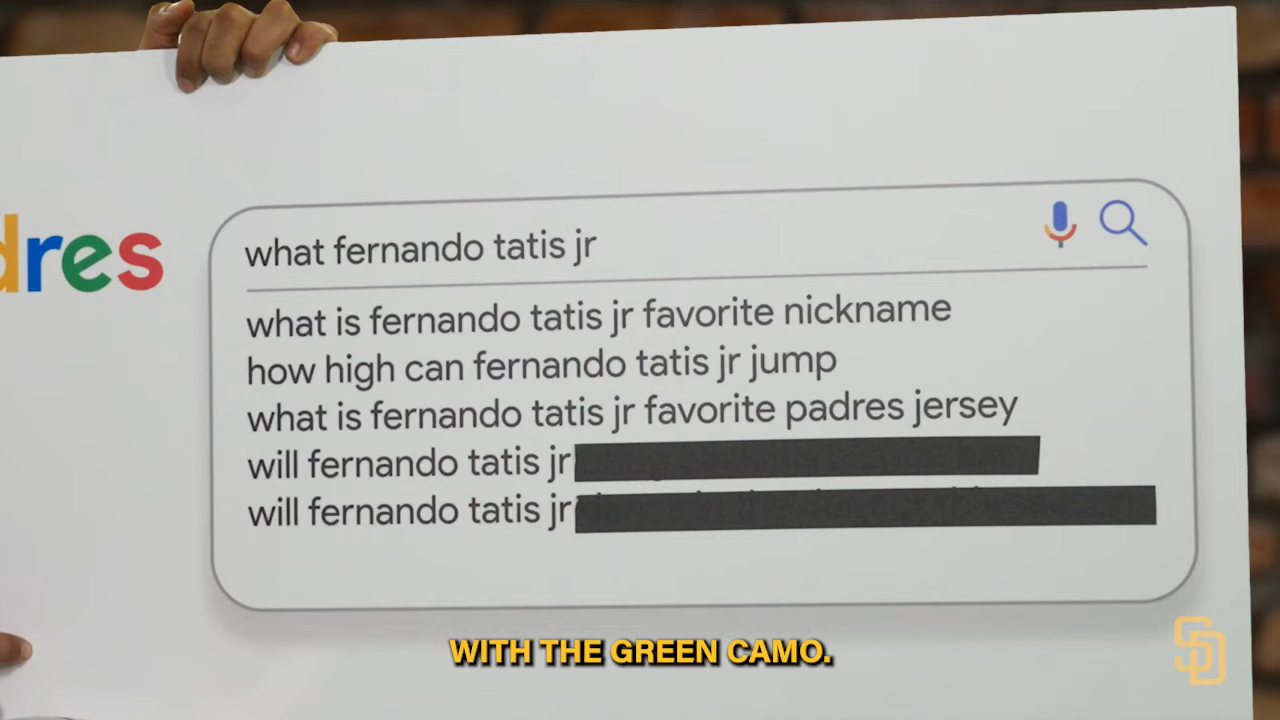 dres
what fernando tatis jr
what is fernando tatis jr favorite nickname
how high can fernando tatis jr jump
what is fernando tatis jr favorite padres jersey
will fernando tatis jr
will fernando tatis jr
WITH THE GREEN CAMO.
SD